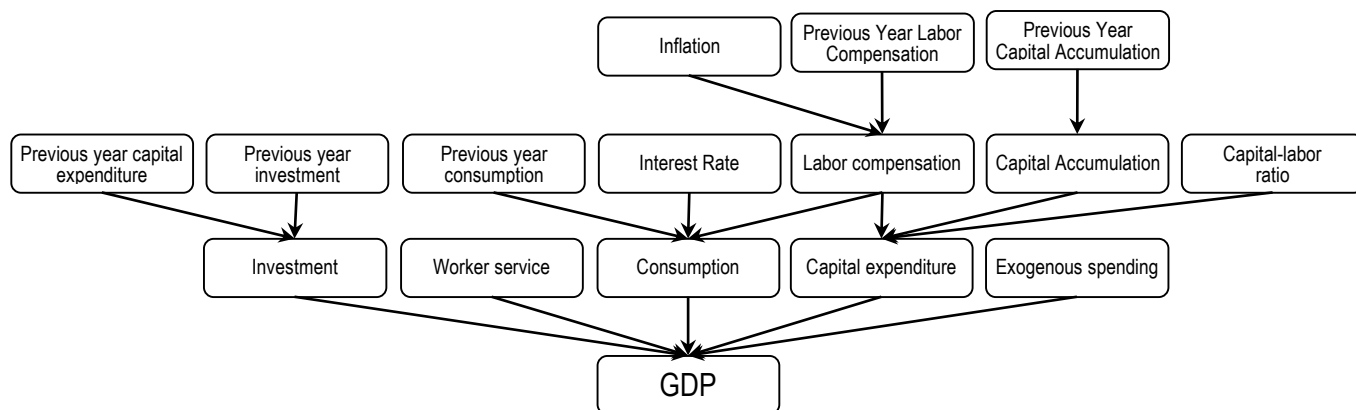 Inflation
Previous Year Labor
Compensation
Previous Year
Capital Accumulation
Previous year capital
expenditure
Previous year
investment
Previous year
consumption
Interest Rate
Labor compensation
Capital Accumulation
Capital-labor
ratio
Investment
Worker service
Consumption
Capital expenditure
Exogenous spending
GDP